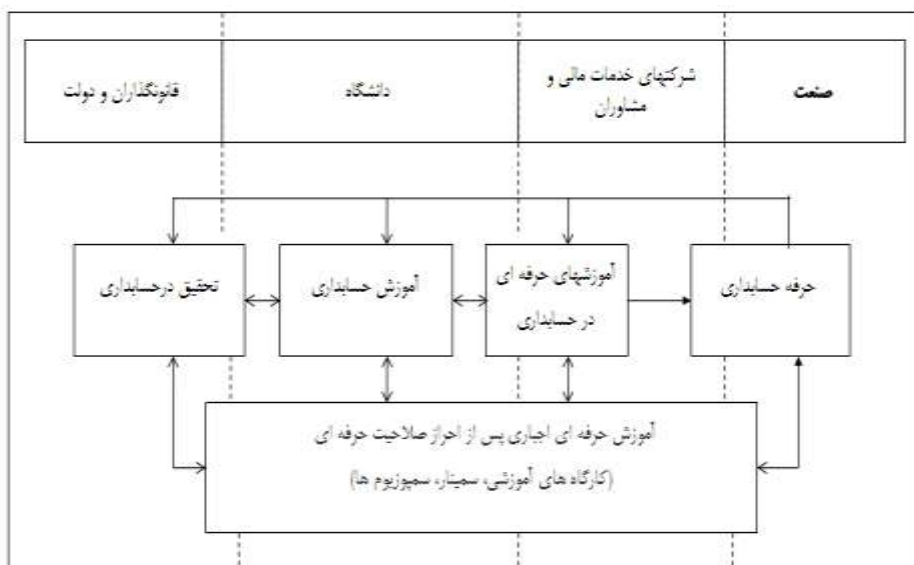 صنعت
شرکتهای خدمات مالی و
مشاوران
دانشگاه
قانونگذاران و دولت
حرفه حسابداری
آموزشهای حرفه ای
در حسابداری
آموزش حسابداری
تحقیق درحسابداری
آموزش حرفه ای اجباری پس از احراز صلاحیت حرفه ای
(کارگاه های آموزشی، سمینار، سمپوزیوم ها)